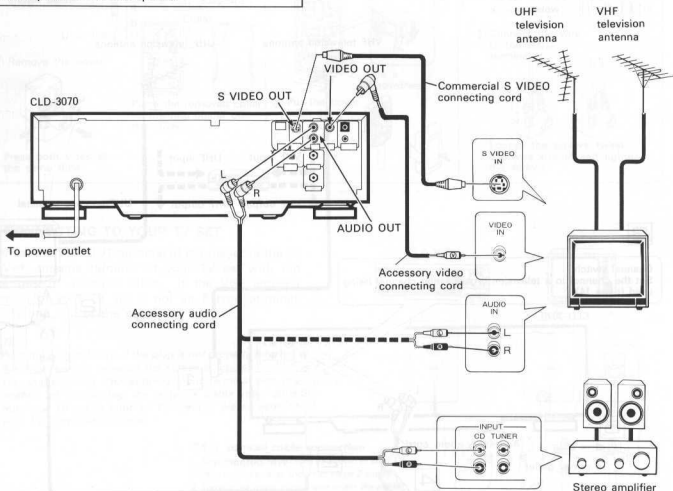 UHF
television
antenna
VHF
television
antenna
VIDEO OUT
S VIDEO OUT
Commercial S VIDEO
connecting cord
CLD-3070
S VIDEO
IN
L
R
AUDIO OUT
VIDEO
IN
To power outlet
Accessory video
connecting cord
AUDIO
IN
L
R
Accessory audio
connecting cord
INPUT
CD TUNER
Stereo amplifier